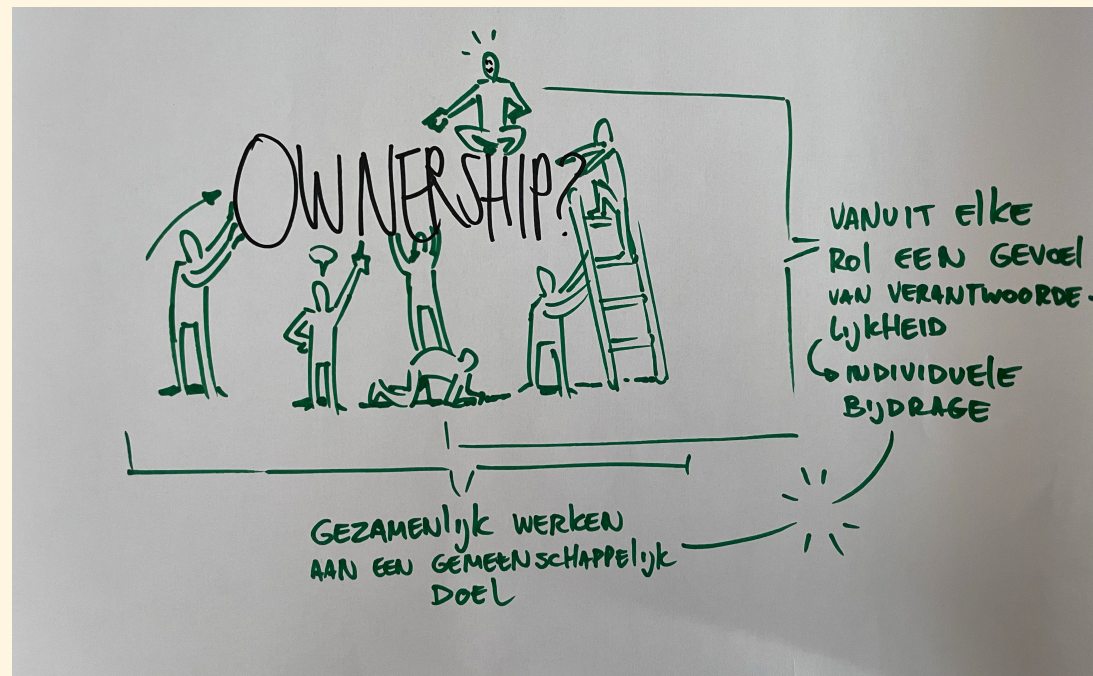 OWNERSHIP?
VANUIT ELKE
ROL EEN GEVOEL
VAN VERANTWOORDE-
LIJKHEID
INDIVIDUELE
BIJDRAGE
GEZAMENLIJK WERKEN
AAN EEN GEMEENSCHAPPELIJK
DOEL